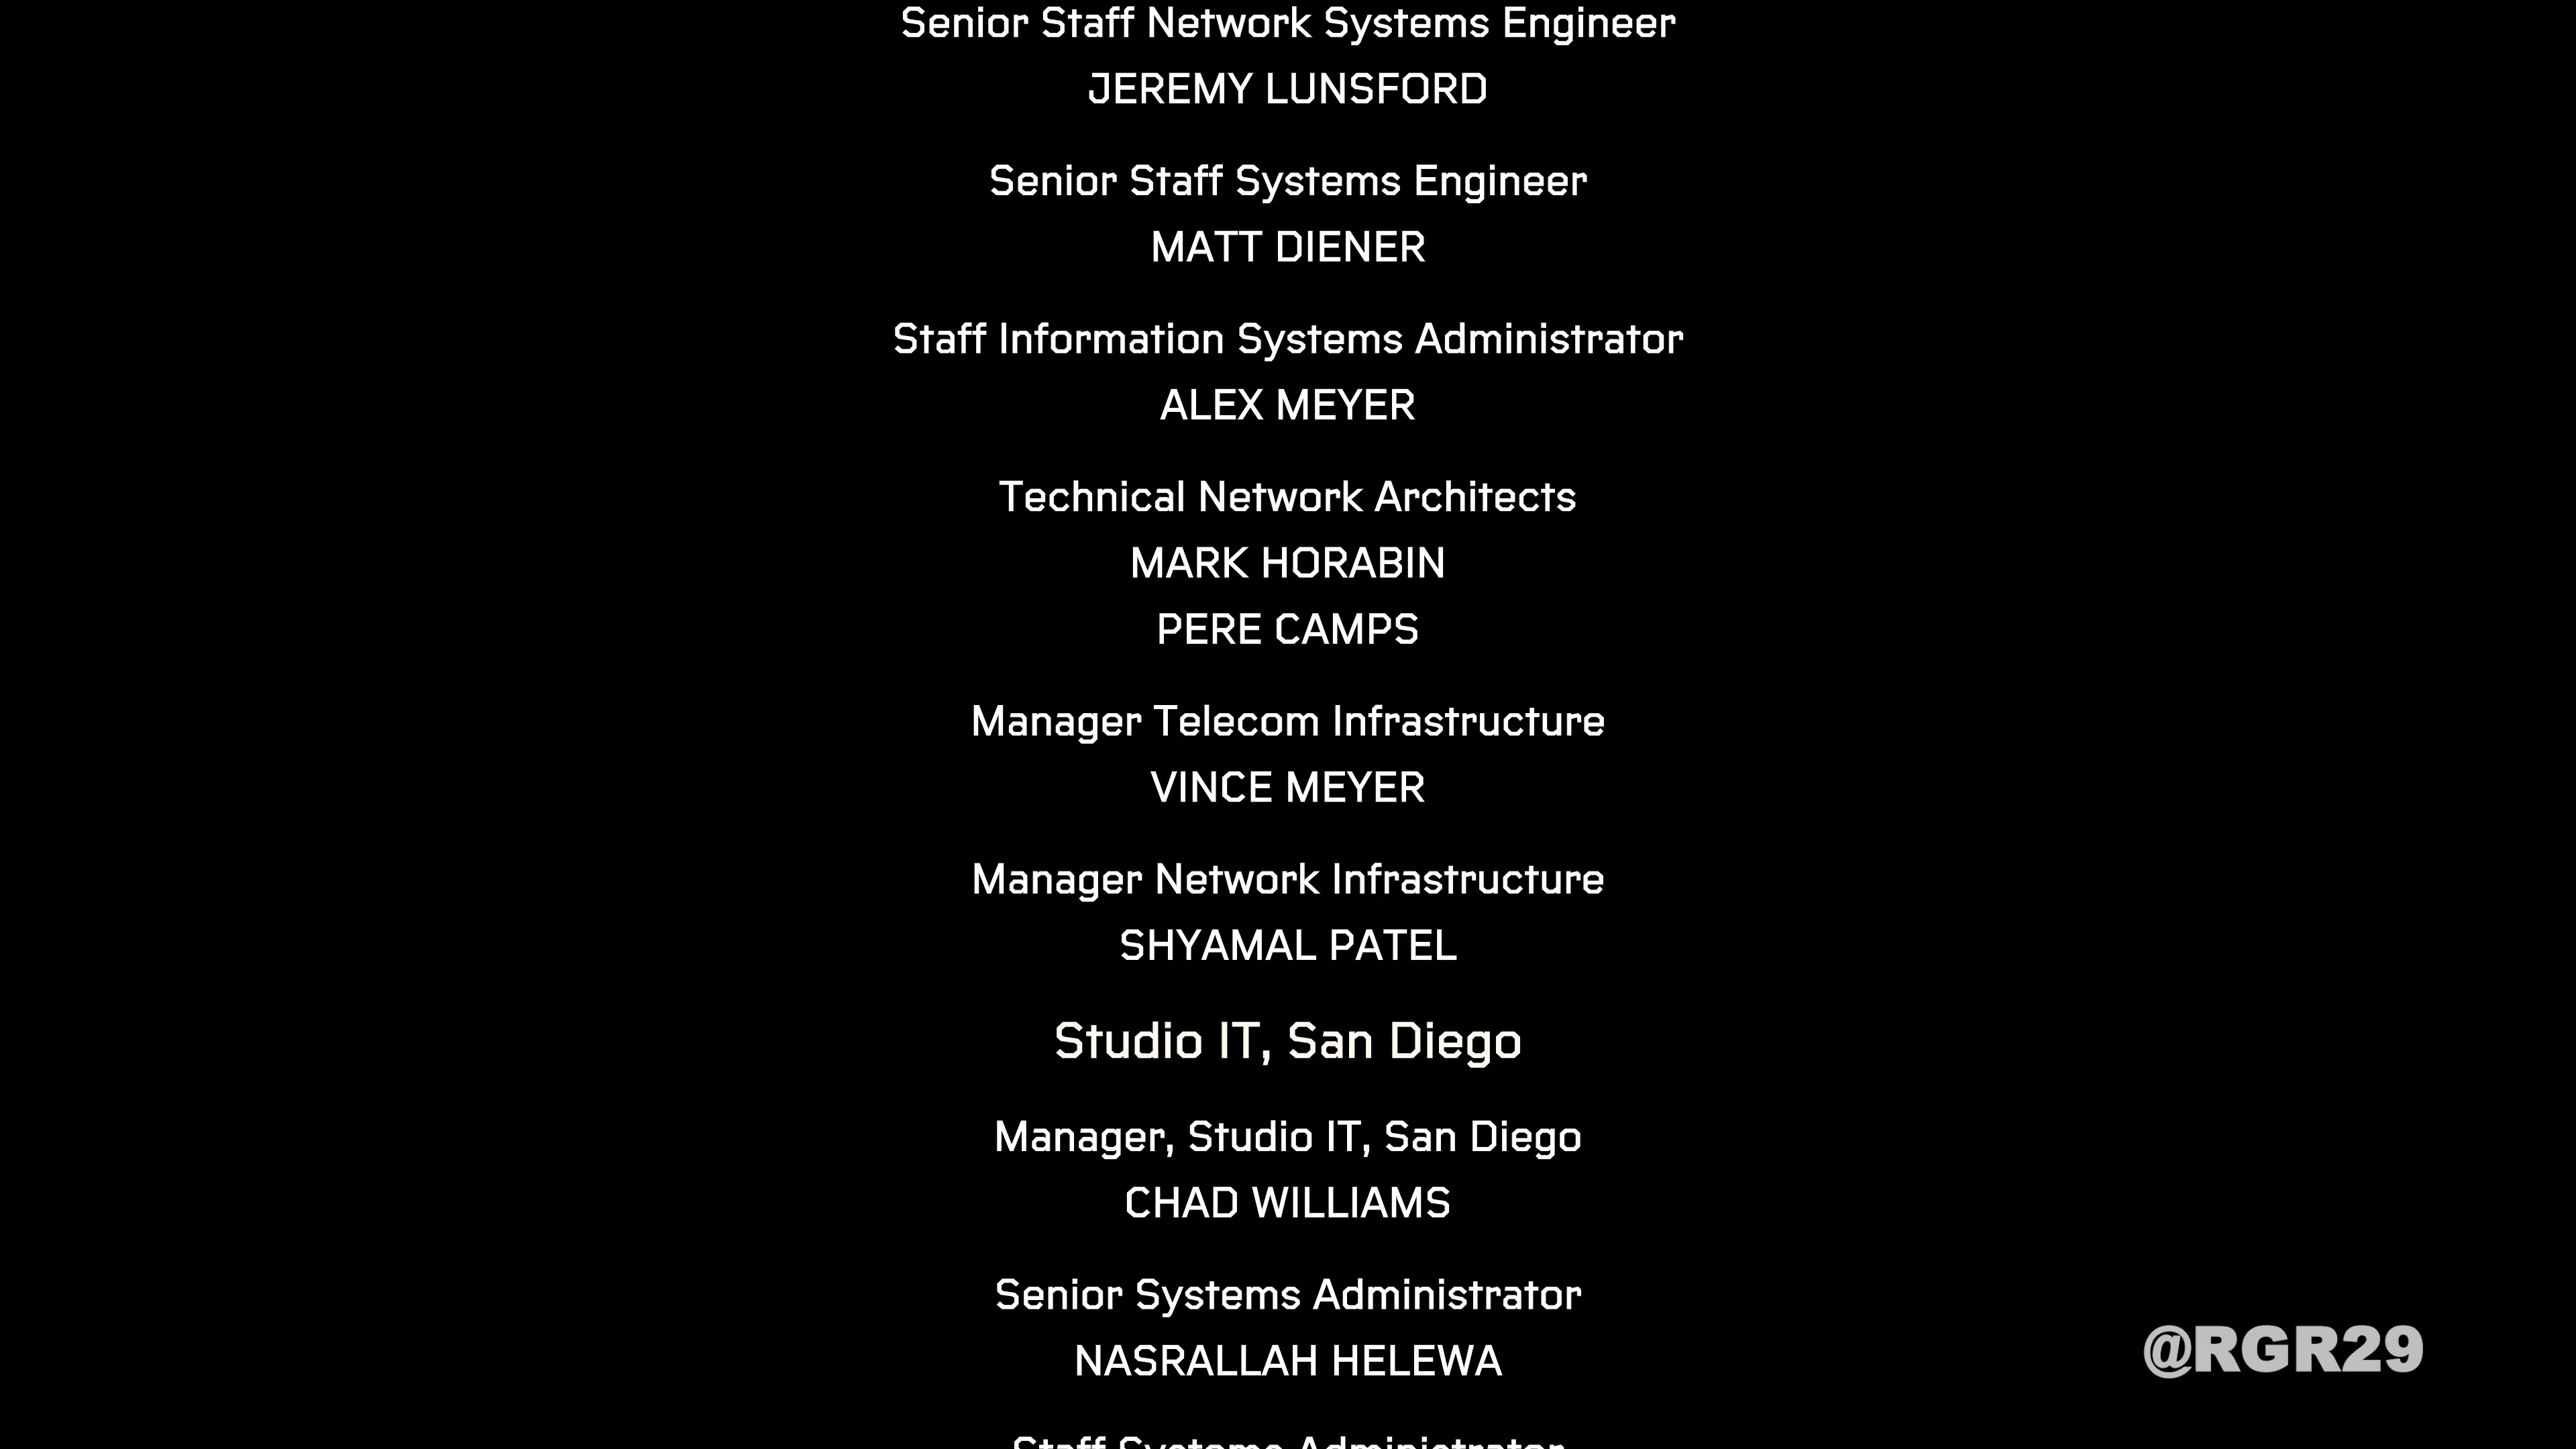 Senior Staff Network Systems Engineer
JEREMY LUNSFORD
Senior Staff Systems Engineer
MATT DIENER
Staff Information Systems Administrator
ALEX MEYER
Technical Network Architects
MARK HORABIN
PERE CAMPS
Manager Telecom Infrastructure
VINCE MEYER
Manager Network Infrastructure
SHYAMAL PATEL
Studio IT, San Diego
Manager, Studio IT, San Diego
CHAD WILLIAMS
Senior Systems Administrator
NASRALLAH HELEWA
@RGR29
Staff Systems Administrator